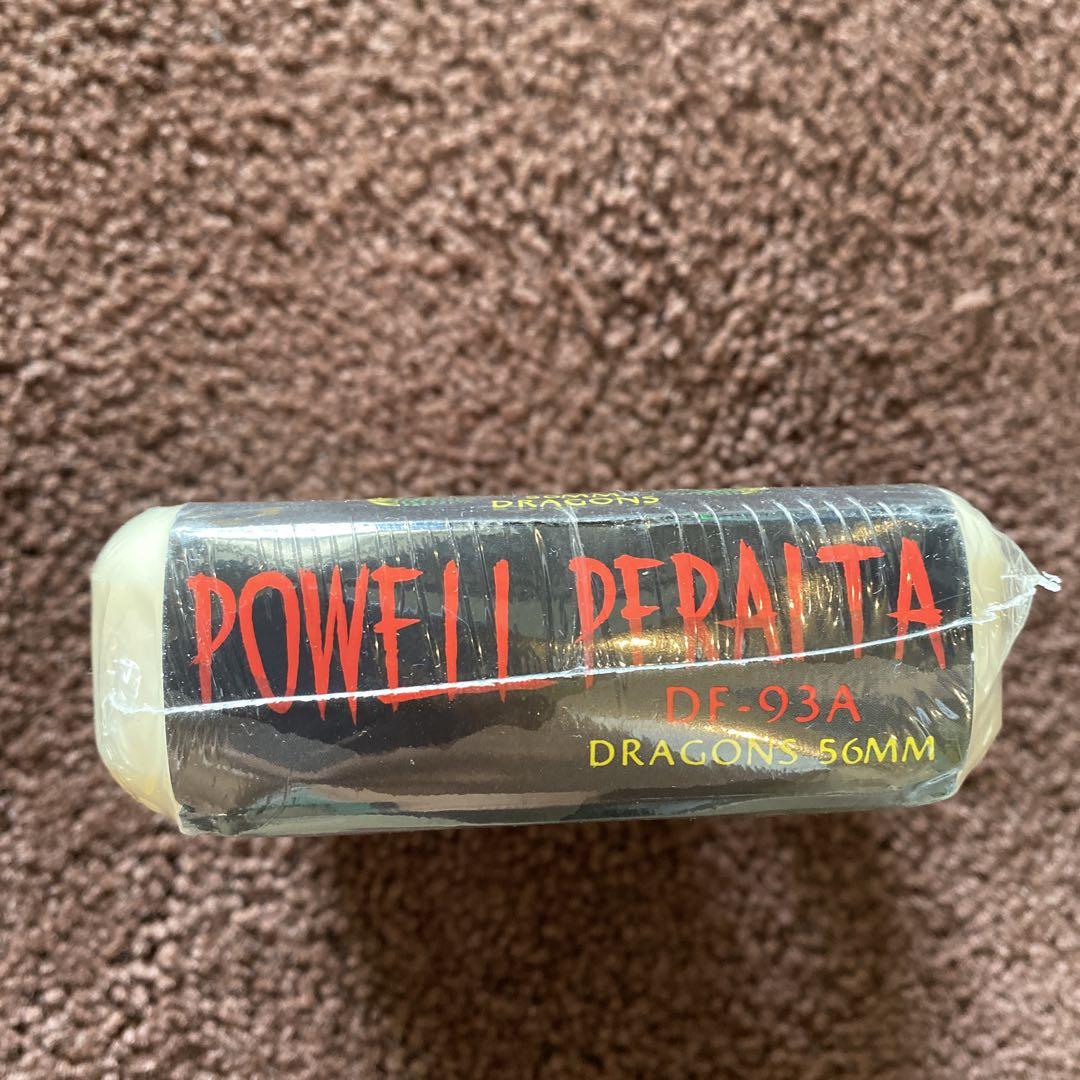 DRAGONS
POWELL PERALTA
DF-93A
DRAGONS 56MM